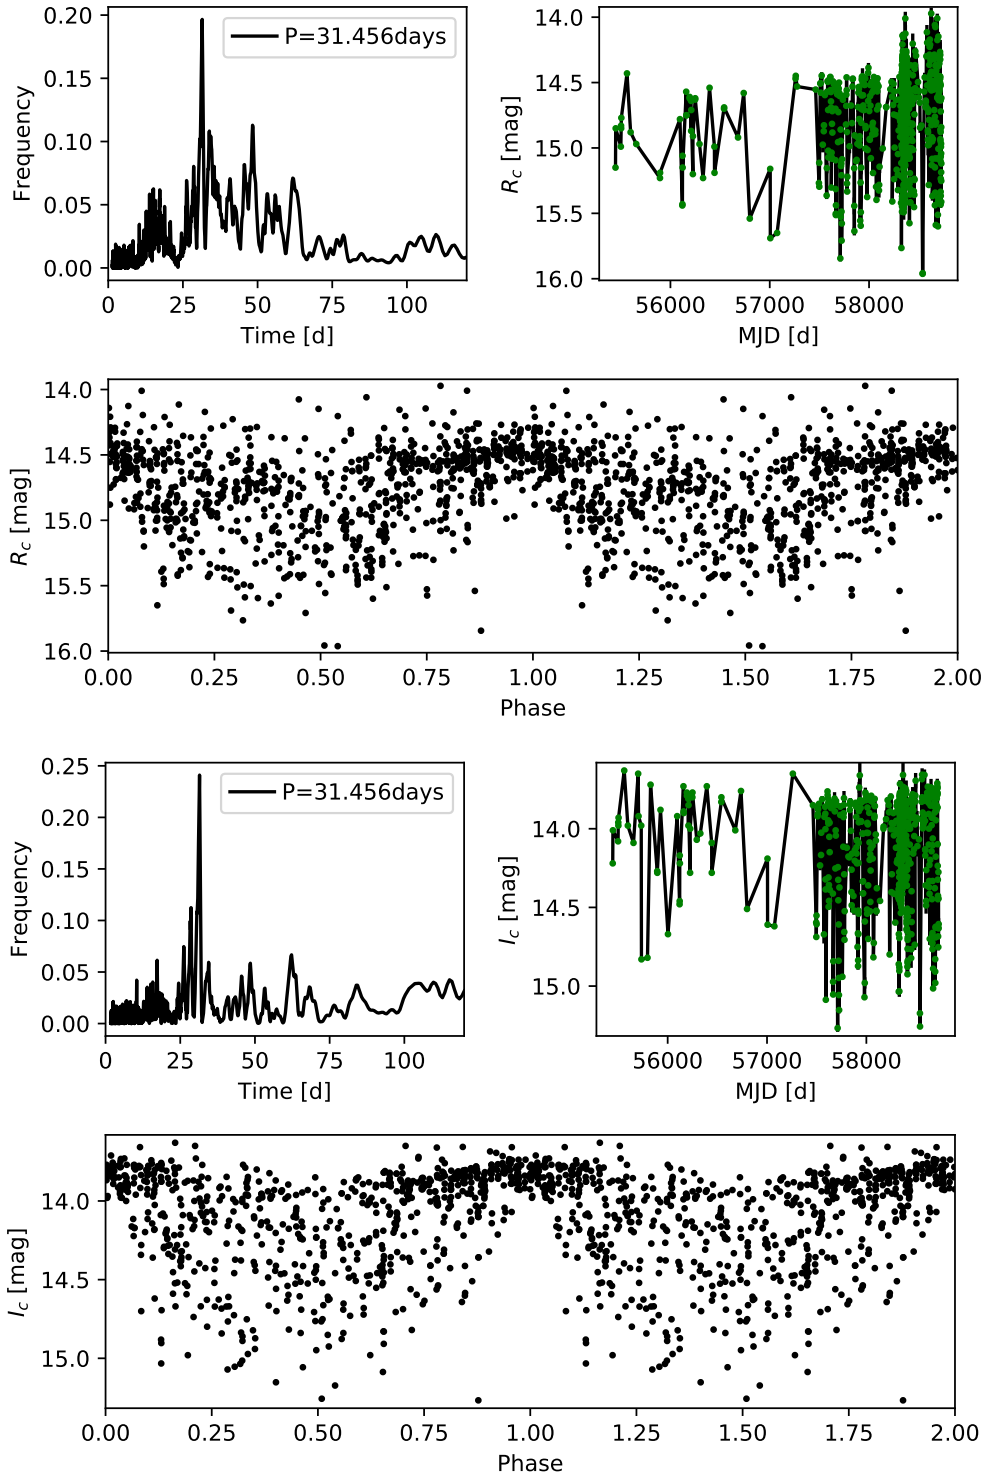 0.20
0.15
0.10
0.05
0.00
Frequency
P=31.456days
0 25 50 75 100
Time [d]
14.0
14.5
15.0
15.5
16.0
R_c [mag]
56000 57000 58000
MJD [d]
14.0
14.5
15.0
15.5
16.0
R_c [mag]
0.00 0.25 0.50 0.75 1.00 1.25 1.50 1.75 2.00
Phase
0.25
0.20
0.15
0.10
0.05
0.00
Frequency
P=31.456days
0 25 50 75 100
Time [d]
14.0
14.5
15.0
I_c [mag]
56000 57000 58000
MJD [d]
14.0
14.5
15.0
I_c [mag]
0.00 0.25 0.50 0.75 1.00 1.25 1.50 1.75 2.00
Phase